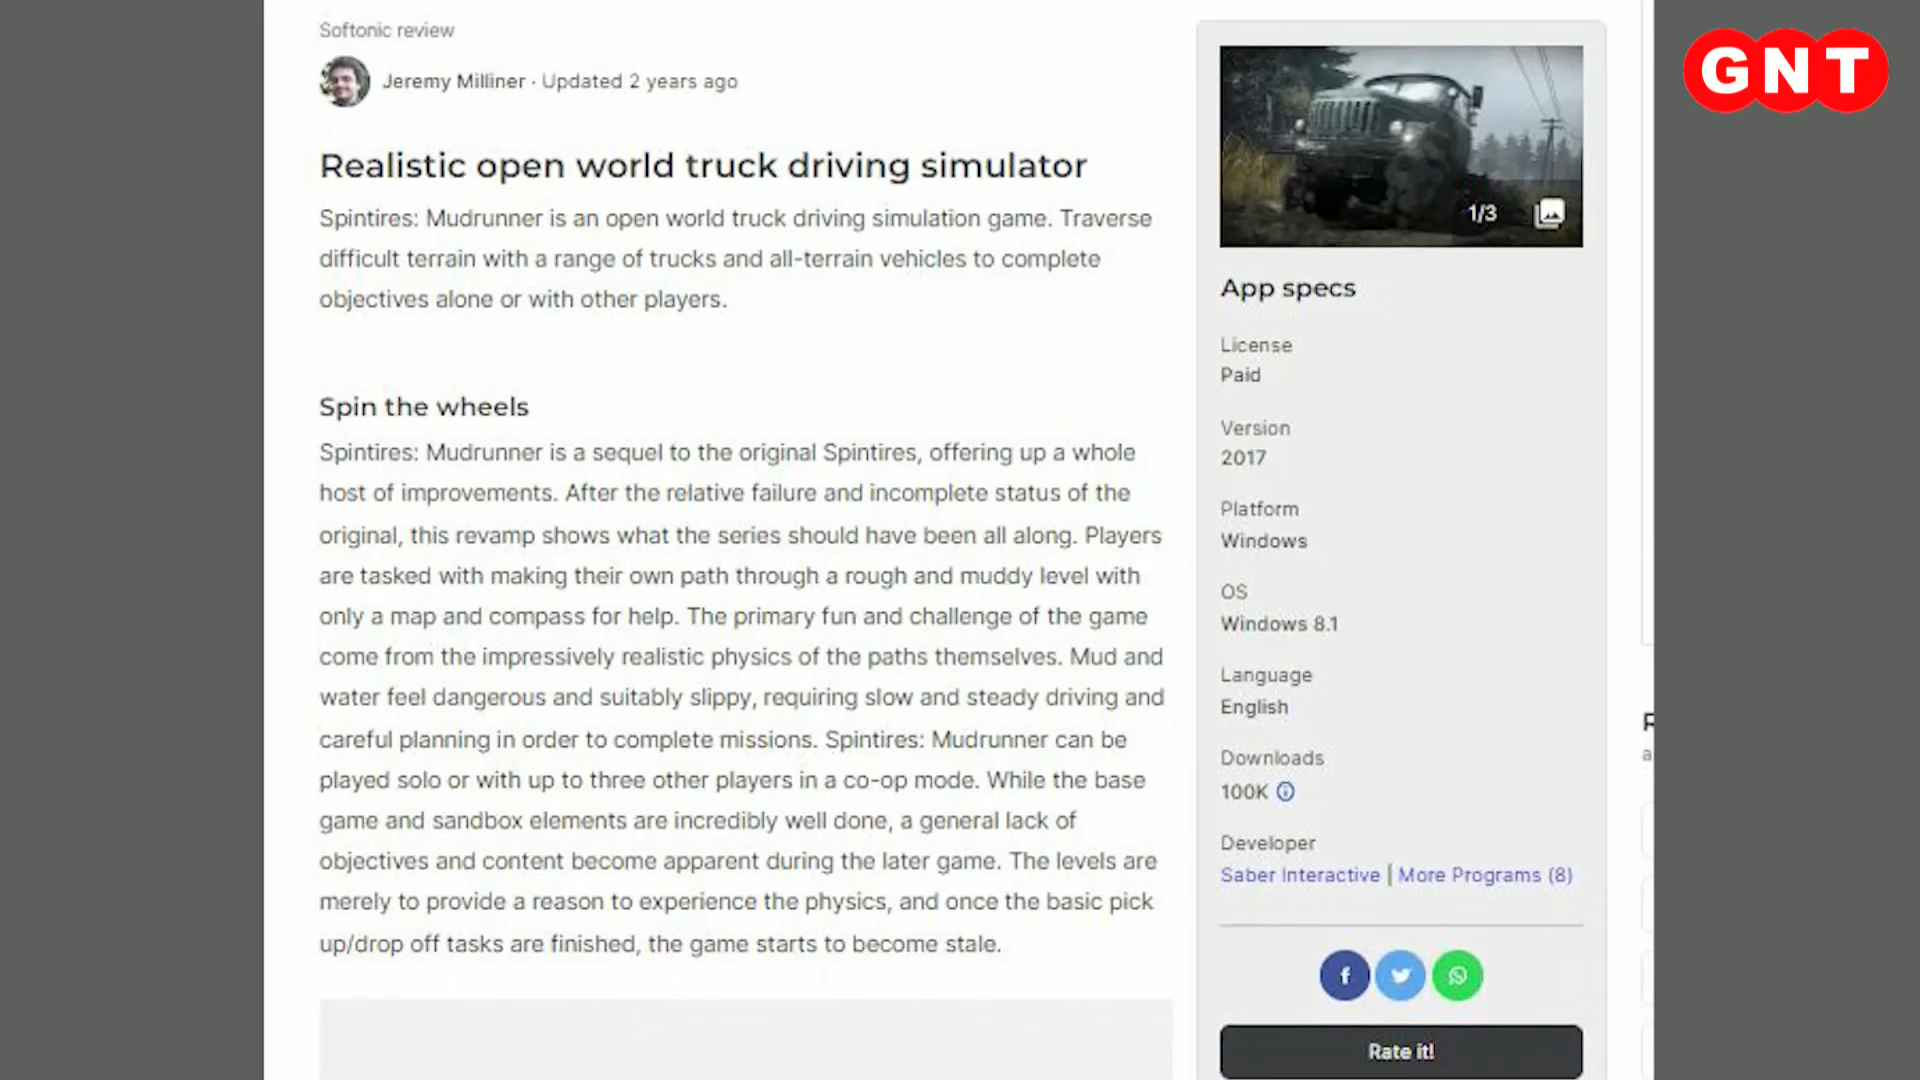 Softonic review
Jeremy Milliner · Updated 2 years ago
Realistic open world truck driving simulator
Spintires: Mudrunner is an open world truck driving simulation game. Traverse
difficult terrain with a range of trucks and all-terrain vehicles to complete
objectives alone or with other players.
Spin the wheels
Spintires: Mudrunner is a sequel to the original Spintires, offering up a whole
host of improvements. After the relative failure and incomplete status of the
original, this revamp shows what the series should have been all along. Players
are tasked with making their own path through a rough and muddy level with
only a map and compass for help. The primary fun and challenge of the game
come from the impressively realistic physics of the paths themselves. Mud and
water feel dangerous and suitably slippy, requiring slow and steady driving and
careful planning in order to complete missions. Spintires: Mudrunner can be
played solo or with up to three other players in a co-op mode. While the base
game and sandbox elements are incredibly well done, a general lack of
objectives and content become apparent during the later game. The levels are
merely to provide a reason to experience the physics, and once the basic pick
up/drop off tasks are finished, the game starts to become stale.
1/3
App specs
License
Paid
Version
2017
Platform
Windows
OS
Windows 8.1
Language
English
Downloads
100K
Developer
Saber Interactive | More Programs (8)
Rate it!
GNT